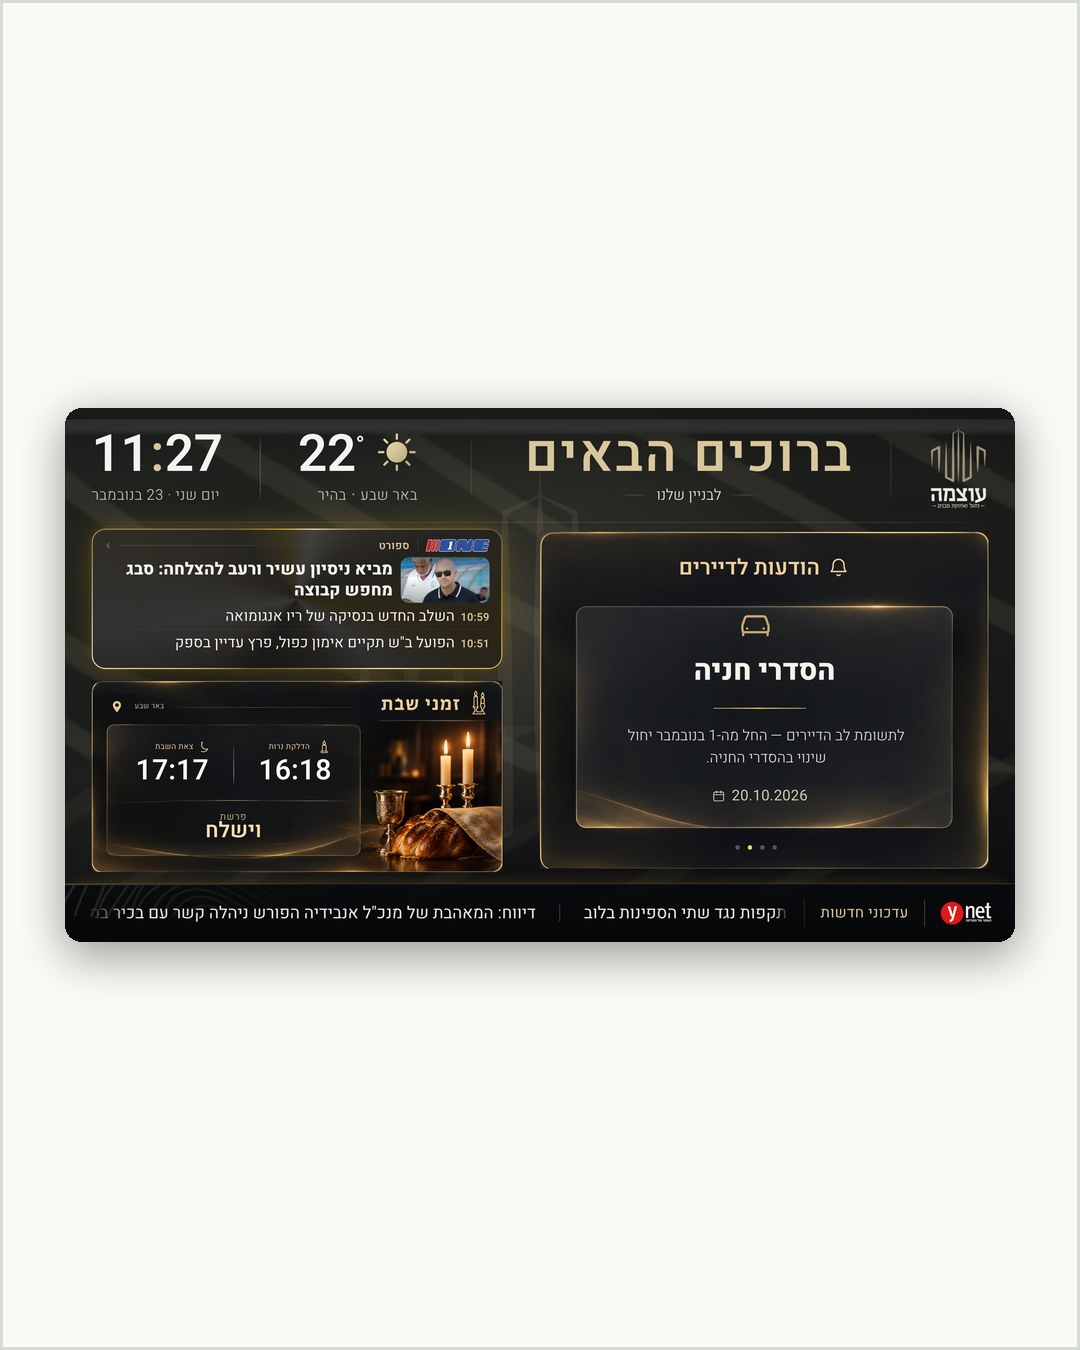 עוצמה
ברוכים הבאים
לבניין שלנו
22°
באר שבע · בהיר
11:27
יום שני · 23 בנובמבר
הודעות לדיירים
הסדרי חניה
לתשומת לב הדיירים – החל מה-1 בנובמבר יחול
שינוי בהסדרי החניה.
20.10.2026
ONE ספורט
מביא ניסיון עשיר ורעב להצלחה: סבג
מחפש קבוצה
10:59 השלב החדש בנסיקה של ריו אנגומואה
10:51 הפועל ב"ש תקיים אימון כפול, פרץ עדיין בספק
זמני שבת
באר שבע
הדלקת נרות
16:18
צאת השבת
17:17
פרשת
וישלח
ynet
עדכוני חדשות
תקפות נגד שתי הספינות בלוב
דיווח: המאהבת של מנכ"ל אנבידיה הפורש ניהלה קשר עם בכיר